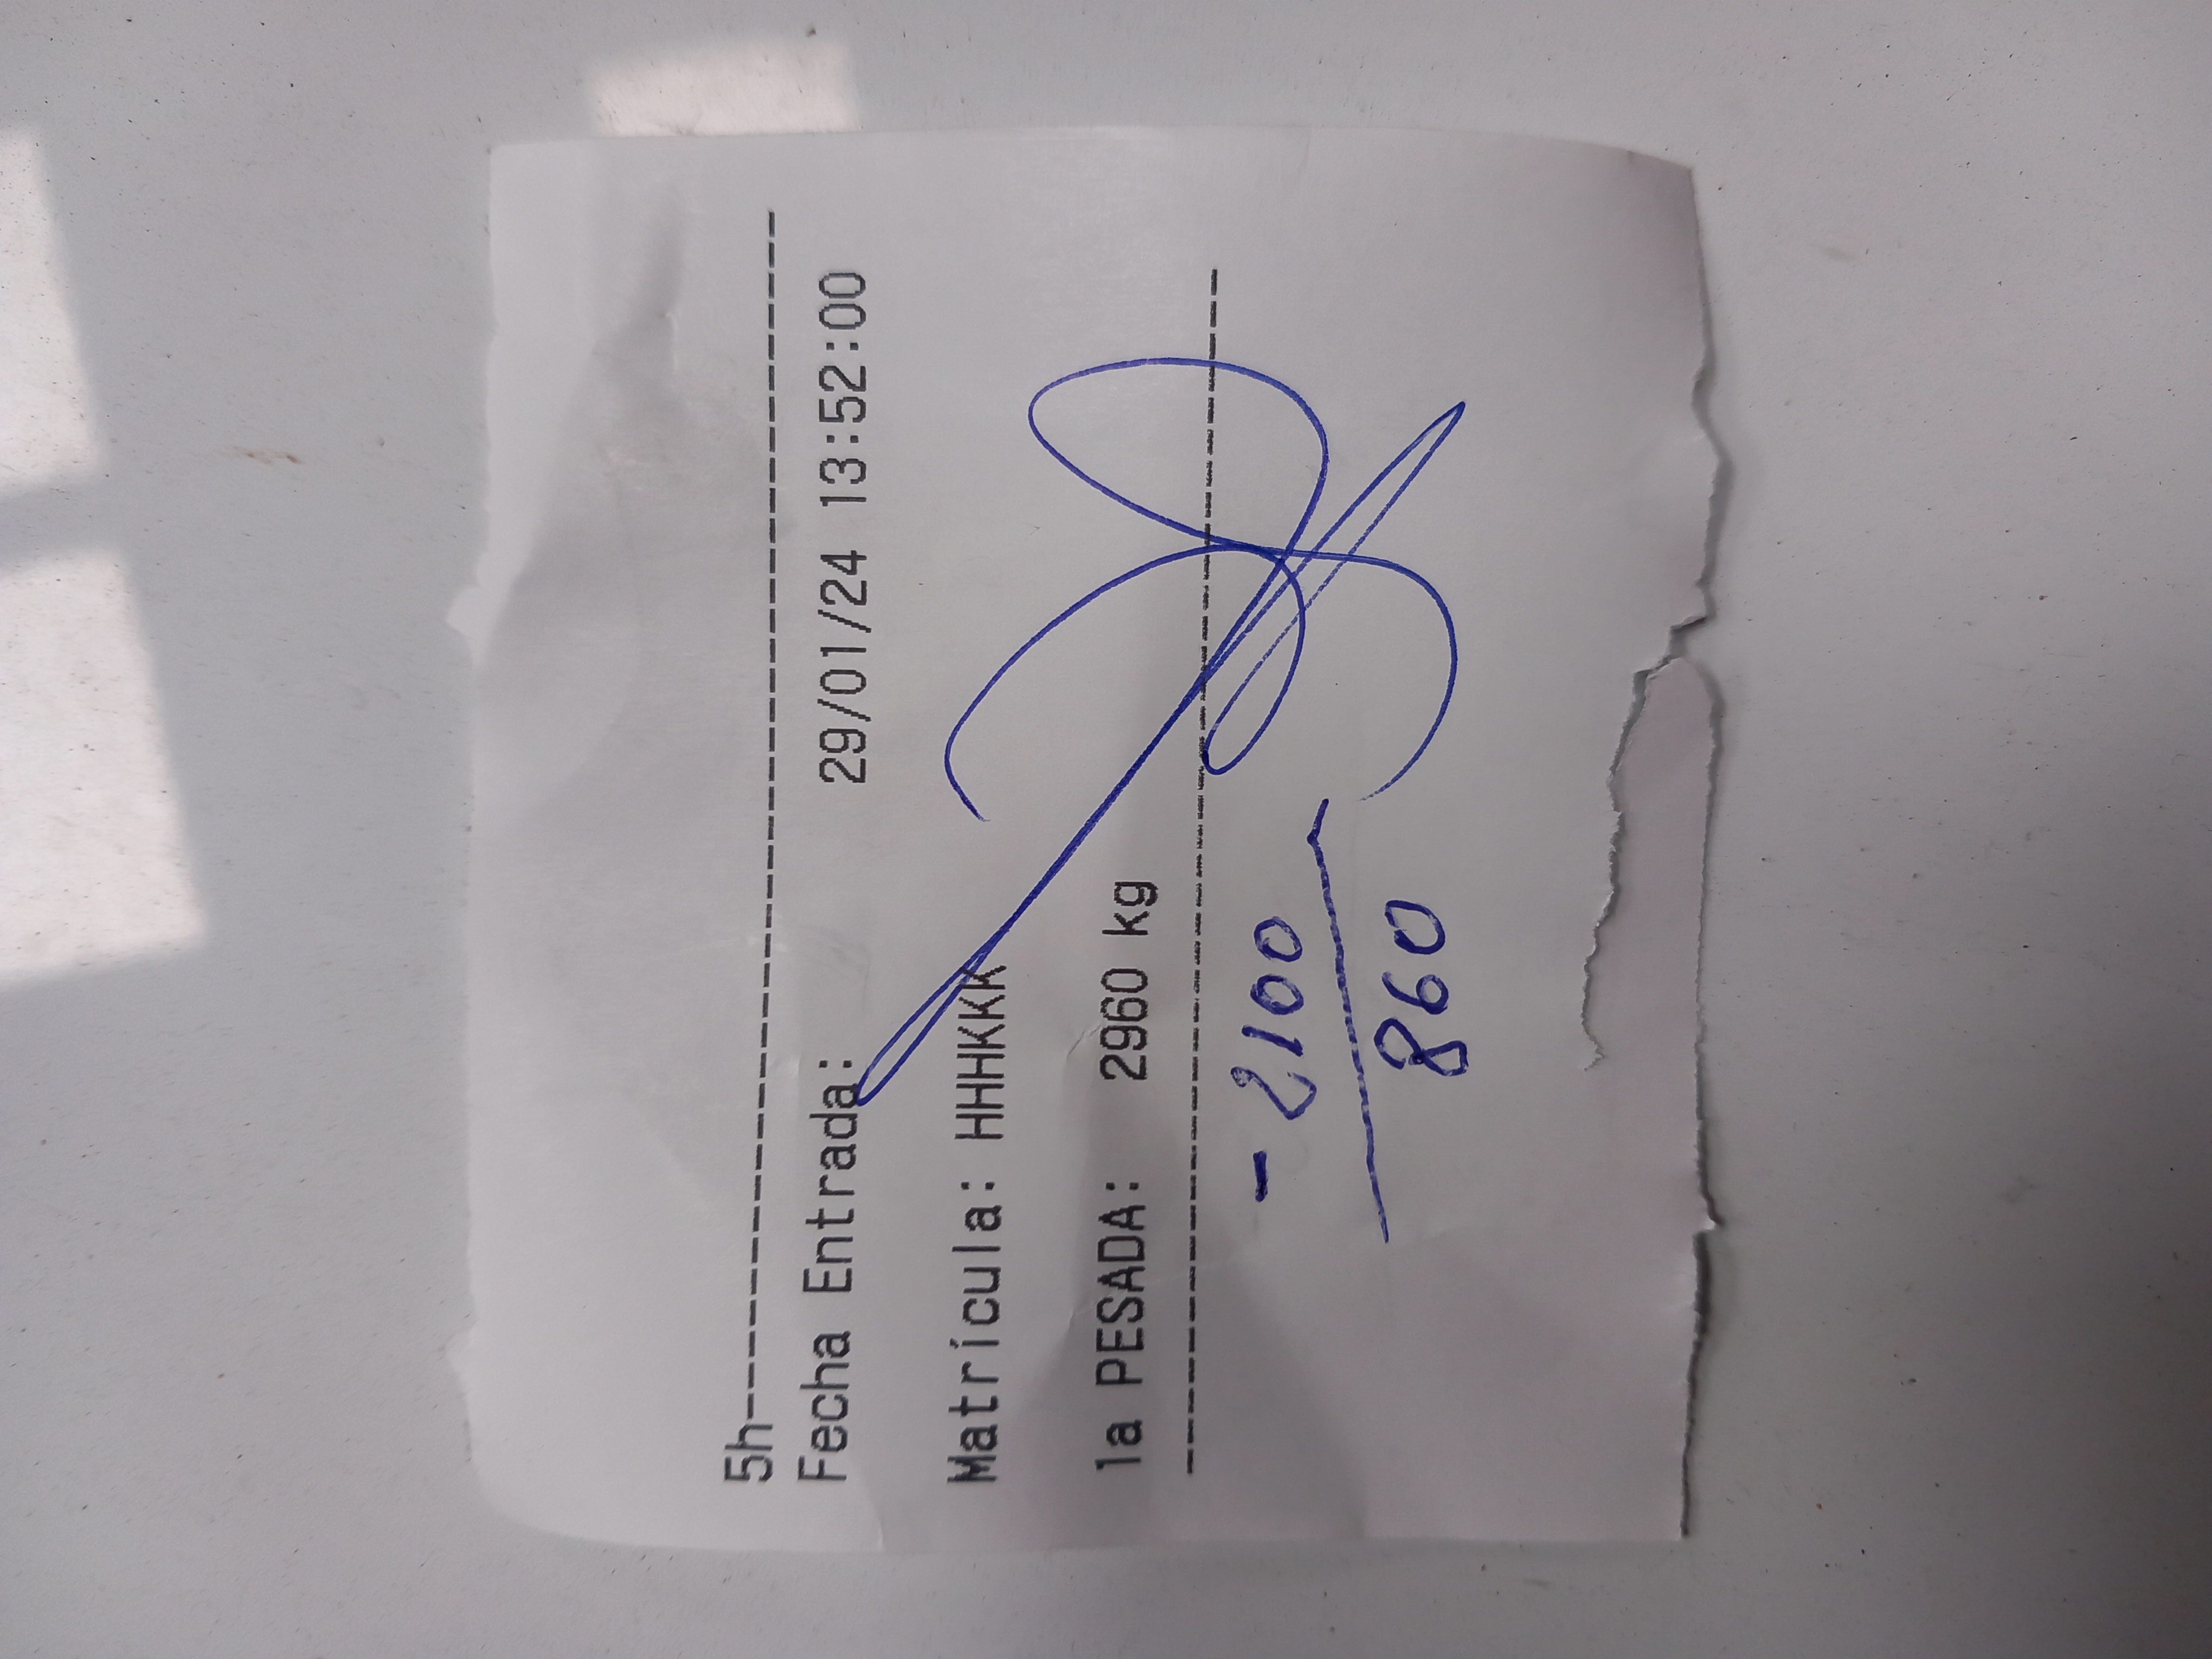 5h------------------------------
Fecha Entrada: 29/01/24 13:52:00
Matrícula: HHHKKK
1a PESADA: 2960 kg
--------------------------------
- 2100
860